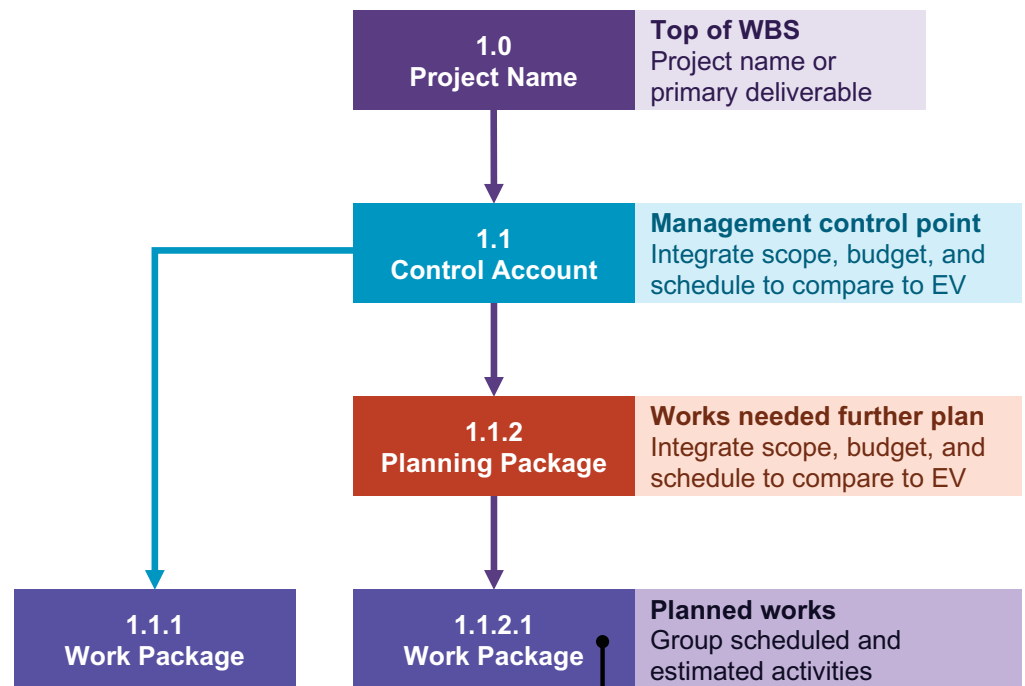 1.0
Project Name
Top of WBS
Project name or
primary deliverable
1.1
Control Account
Management control point
Integrate scope, budget, and
schedule to compare to EV
1.1.2
Planning Package
Works needed further plan
Integrate scope, budget, and
schedule to compare to EV
1.1.1
Work Package
1.1.2.1
Work Package
Planned works
Group scheduled and
estimated activities